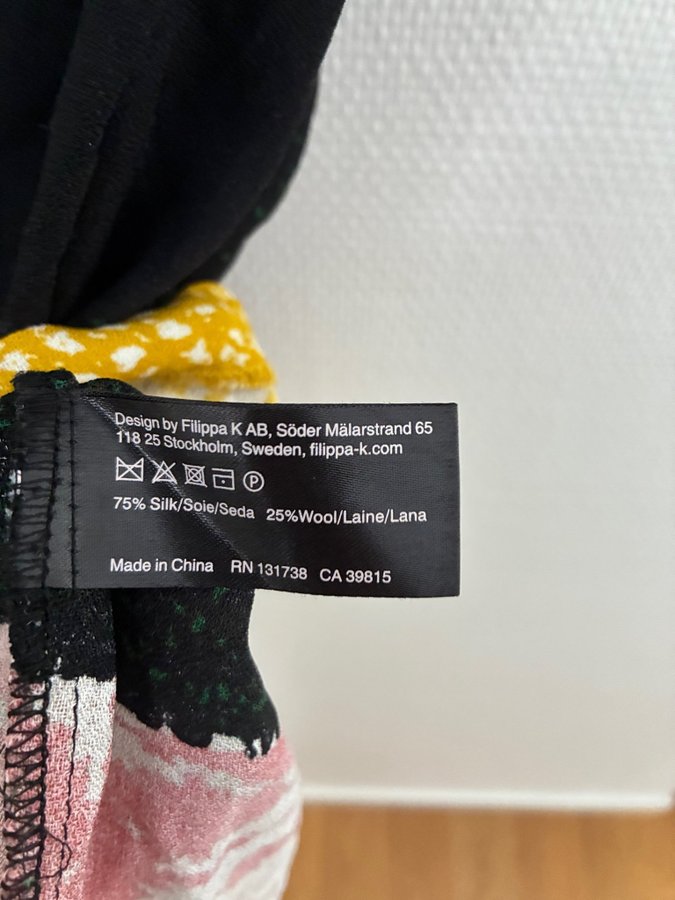 Design by Filippa K AB, Söder Mälarstrand 65
118 25 Stockholm, Sweden, filippa-k.com
P
75% Silk/Soie/Seda 25%Wool/Laine/Lana
Made in China RN 131738 CA 39815